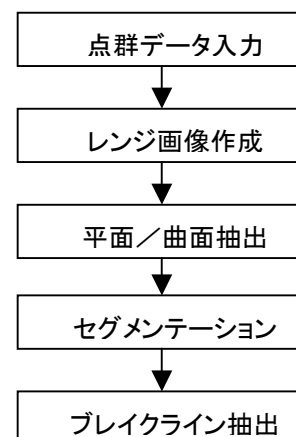 点群データ入力
レンジ画像作成
平面／曲面抽出
セグメンテーション
ブレイクライン抽出